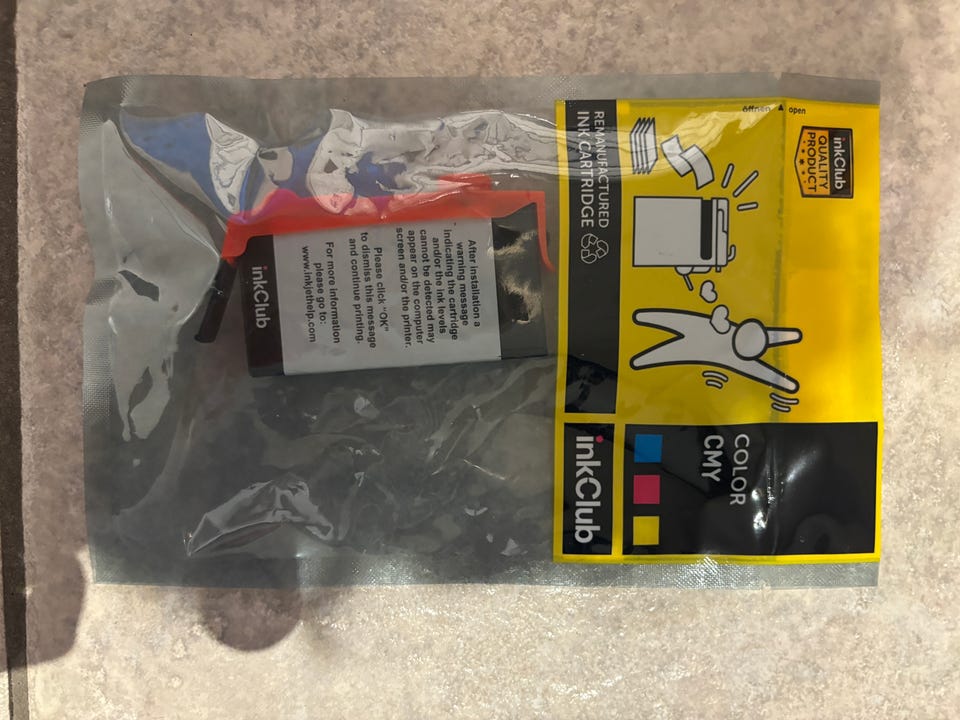 öffnen ▲ open
inkClub
QUALITY
PRODUCT
REMANUFACTURED
INK CARTRIDGE
COLOR
CMY
inkClub
After installation a
warning message
indicating the cartridge
and/or the ink levels
cannot be detected may
appear on the computer
screen and/or the printer.
Please click "OK"
to dismiss this message
and continue printing.
For more information
please go to:
www.inkjethelp.com
inkClub